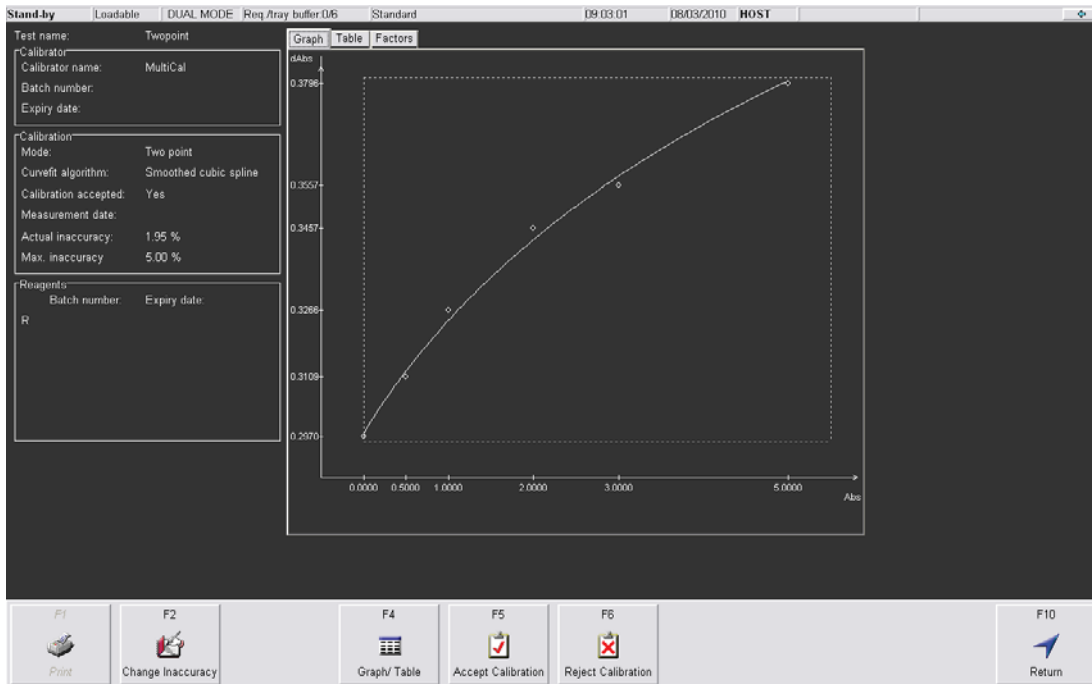 Stand-by Loadable DUAL MODE Req./tray buffer:0/6 Standard 09:03:01 08/03/2010 HOST
Test name: Twopoint
Calibrator
Calibrator name: MultiCal
Batch number:
Expiry date:
Calibration
Mode: Two point
Curvefit algorithm: Smoothed cubic spline
Calibration accepted: Yes
Measurement date:
Actual inaccuracy: 1.95 %
Max. inaccuracy 5.00 %
Reagents
Batch number: Expiry date:
R
Graph Table Factors
dAbs
0.3796
0.3557
0.3457
0.3266
0.3109
0.2970
0.0000 0.5000 1.0000 2.0000 3.0000 5.0000
Abs
F1 F2 F4 F5 F6 F10
Print Change Inaccuracy Graph/ Table Accept Calibration Reject Calibration Return